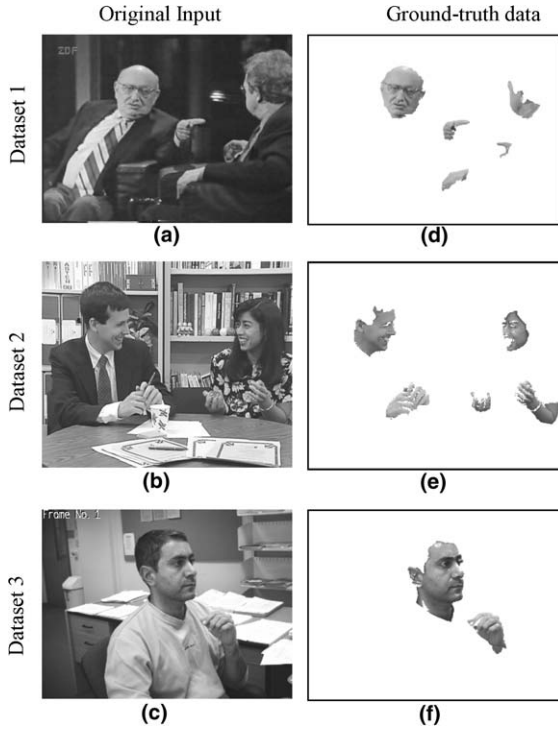 Original Input
Ground-truth data
Dataset 1
ZDF
(a)
(d)
Dataset 2
(b)
(e)
Dataset 3
Frame No. 1
(c)
(f)